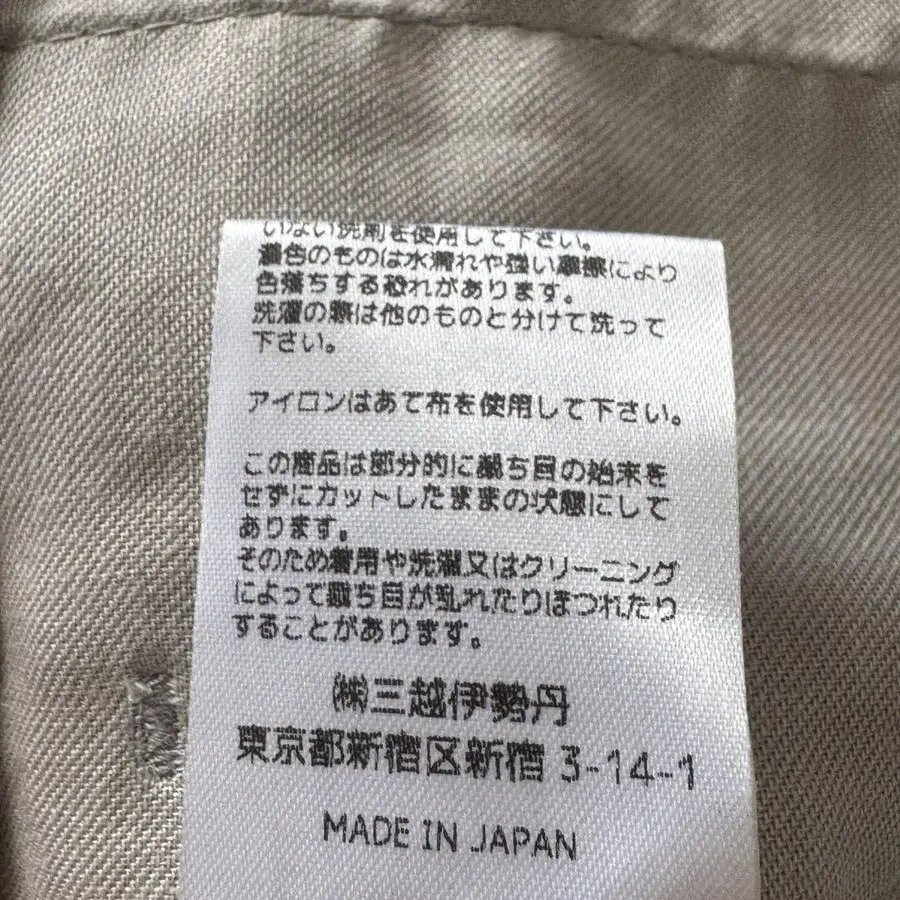 いない洗剤を使用して下さい。
濃色のものは水濡れや強い摩擦により
色落ちする恐れがあります。
洗濯の際は他のものと分けて洗って
下さい。
アイロンはあて布を使用して下さい。
この商品は部分的に裁ち目の始末を
せずにカットしたままの状態にして
あります。
そのため着用や洗濯又はクリーニング
によって裁ち目が乱れたりほつれたり
することがあります。
㈱三越伊勢丹
東京都新宿区新宿 3-14-1
MADE IN JAPAN